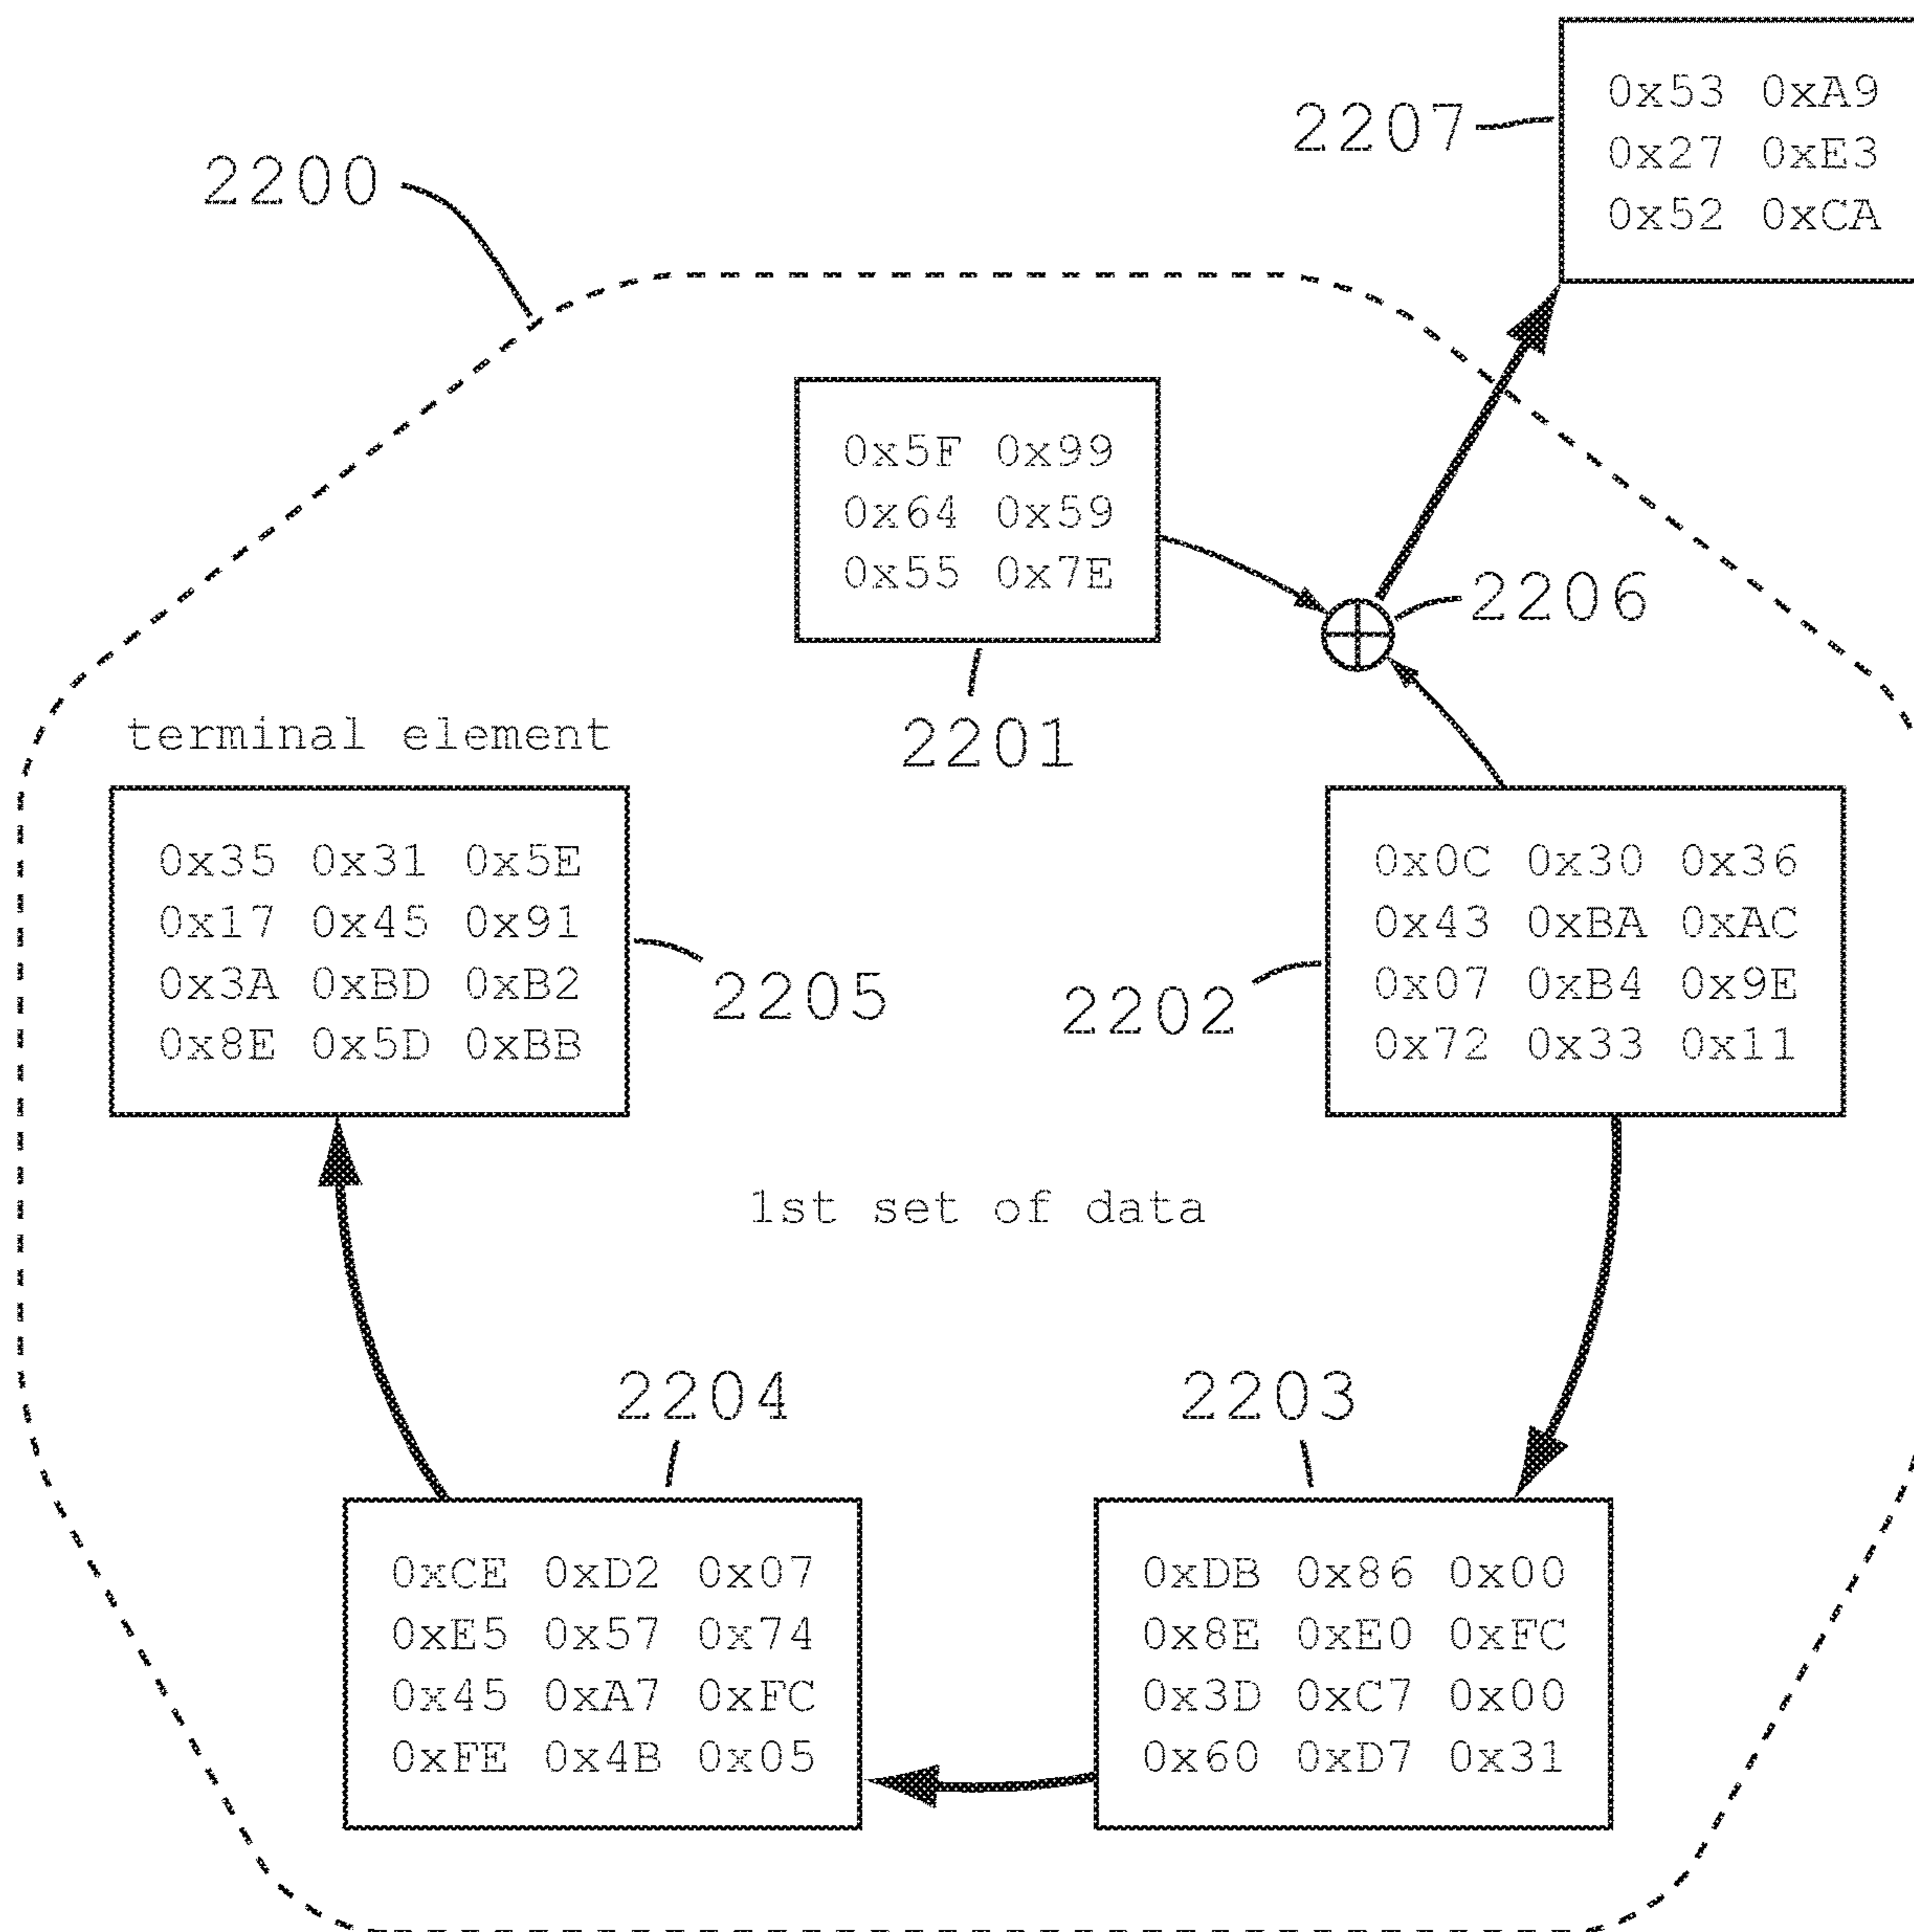 0x53 0xA9
0x27 0xE3
0x52 0xCA
2207
2200
0x5F 0x99
0x64 0x59
0x55 0x7E
2201
2206
terminal element
0x35 0x31 0x5E
0x17 0x45 0x91
0x3A 0xBD 0xB2
0x8E 0x5D 0xBB
2205
0x0C 0x30 0x36
0x43 0xBA 0xAC
0x07 0xB4 0x9E
0x72 0x33 0x11
2202
1st set of data
2204
2203
0xCE 0xD2 0x07
0xE5 0x57 0x74
0x45 0xA7 0xFC
0xFE 0x4B 0x05
0xDB 0x86 0x00
0x8E 0xE0 0xFC
0x3D 0xC7 0x00
0x60 0xD7 0x31